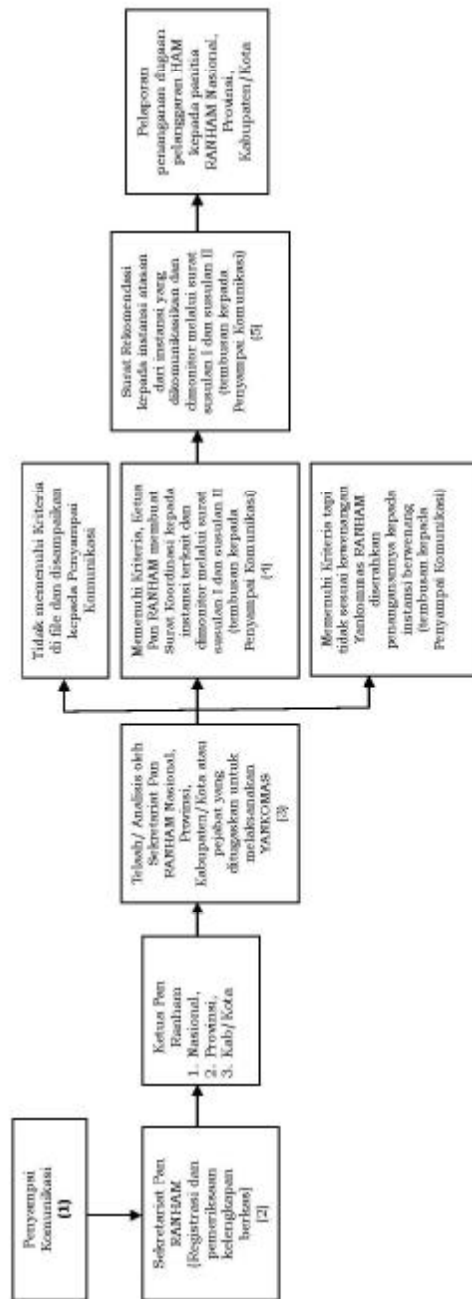 Penyampai
Komunikasi
(1)
Sekretariat Pan
RANHAM
(Registrasi dan
pemeriksaan
kelengkapan
berkas)
(2)
Ketua Pan
Ranham
1. Nasional,
2. Provinsi,
3. Kab/Kota
Telaah/Analisis oleh
Sekretariat Pan
RANHAM Nasional,
Provinsi,
Kabupaten/Kota atau
pejabat yang
ditugaskan untuk
melaksanakan
YANKOMAS
(3)
Tidak memenuhi Kriteria
di file dan disampaikan
kepada Penyampai
Komunikasi
Memenuhi Kriteria, Ketua
Pan RANHAM membuat
Surat Koordinasi kepada
instansi terkait dan
dimonitor melalui surat
susulan I dan susulan II
(tembusan kepada
Penyampai Komunikasi)
(4)
Memenuhi Kriteria tapi
tidak sesuai kewenangan
Yankommas RANHAM
diserahkan
penanganannya kepada
instansi berwenang
(tembusan kepada
Penyampai Komunikasi)
Surat Rekomendasi
kepada instansi atasan
dari instansi yang
dikomunikasikan dan
dimonitor melalui surat
susulan I dan susulan II
(tembusan kepada
Penyampai Komunikasi)
(5)
Pelaporan
penanganan dugaan
pelanggaran HAM
kepada panitia
RANHAM Nasional,
Provinsi,
Kabupaten/Kota